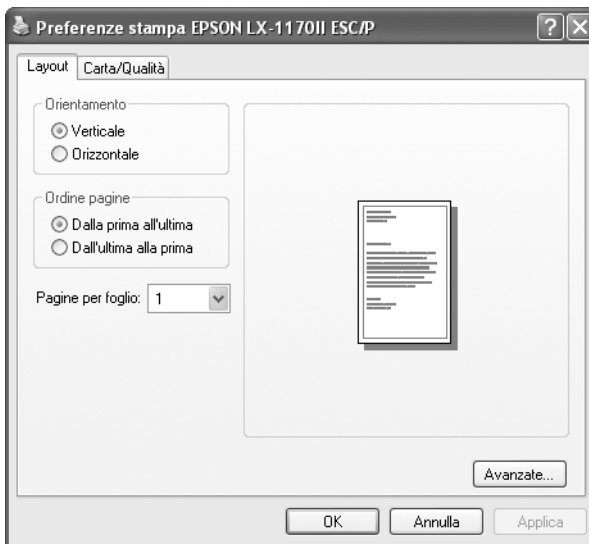 Preferenze stampa EPSON LX-1170II ESC/P
Layout Carta/Qualità
Orientamento
Verticale
Orizzontale
Ordine pagine
Dalla prima all'ultima
Dall'ultima alla prima
Pagine per foglio: 1
Avanzate...
OK Annulla Applica